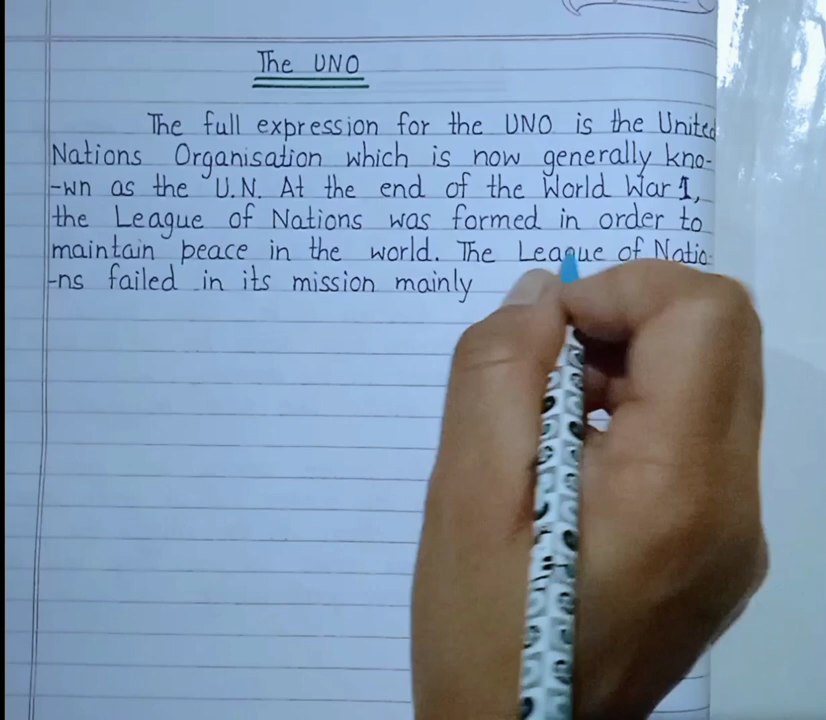 The UNO
The full expression for the UNO is the United
Nations Organisation which is now generally kno-
-wn as the U.N. At the end of the World War I,
the League of Nations was formed in order to
maintain peace in the world. The League of Natio-
-ns failed in its mission mainly